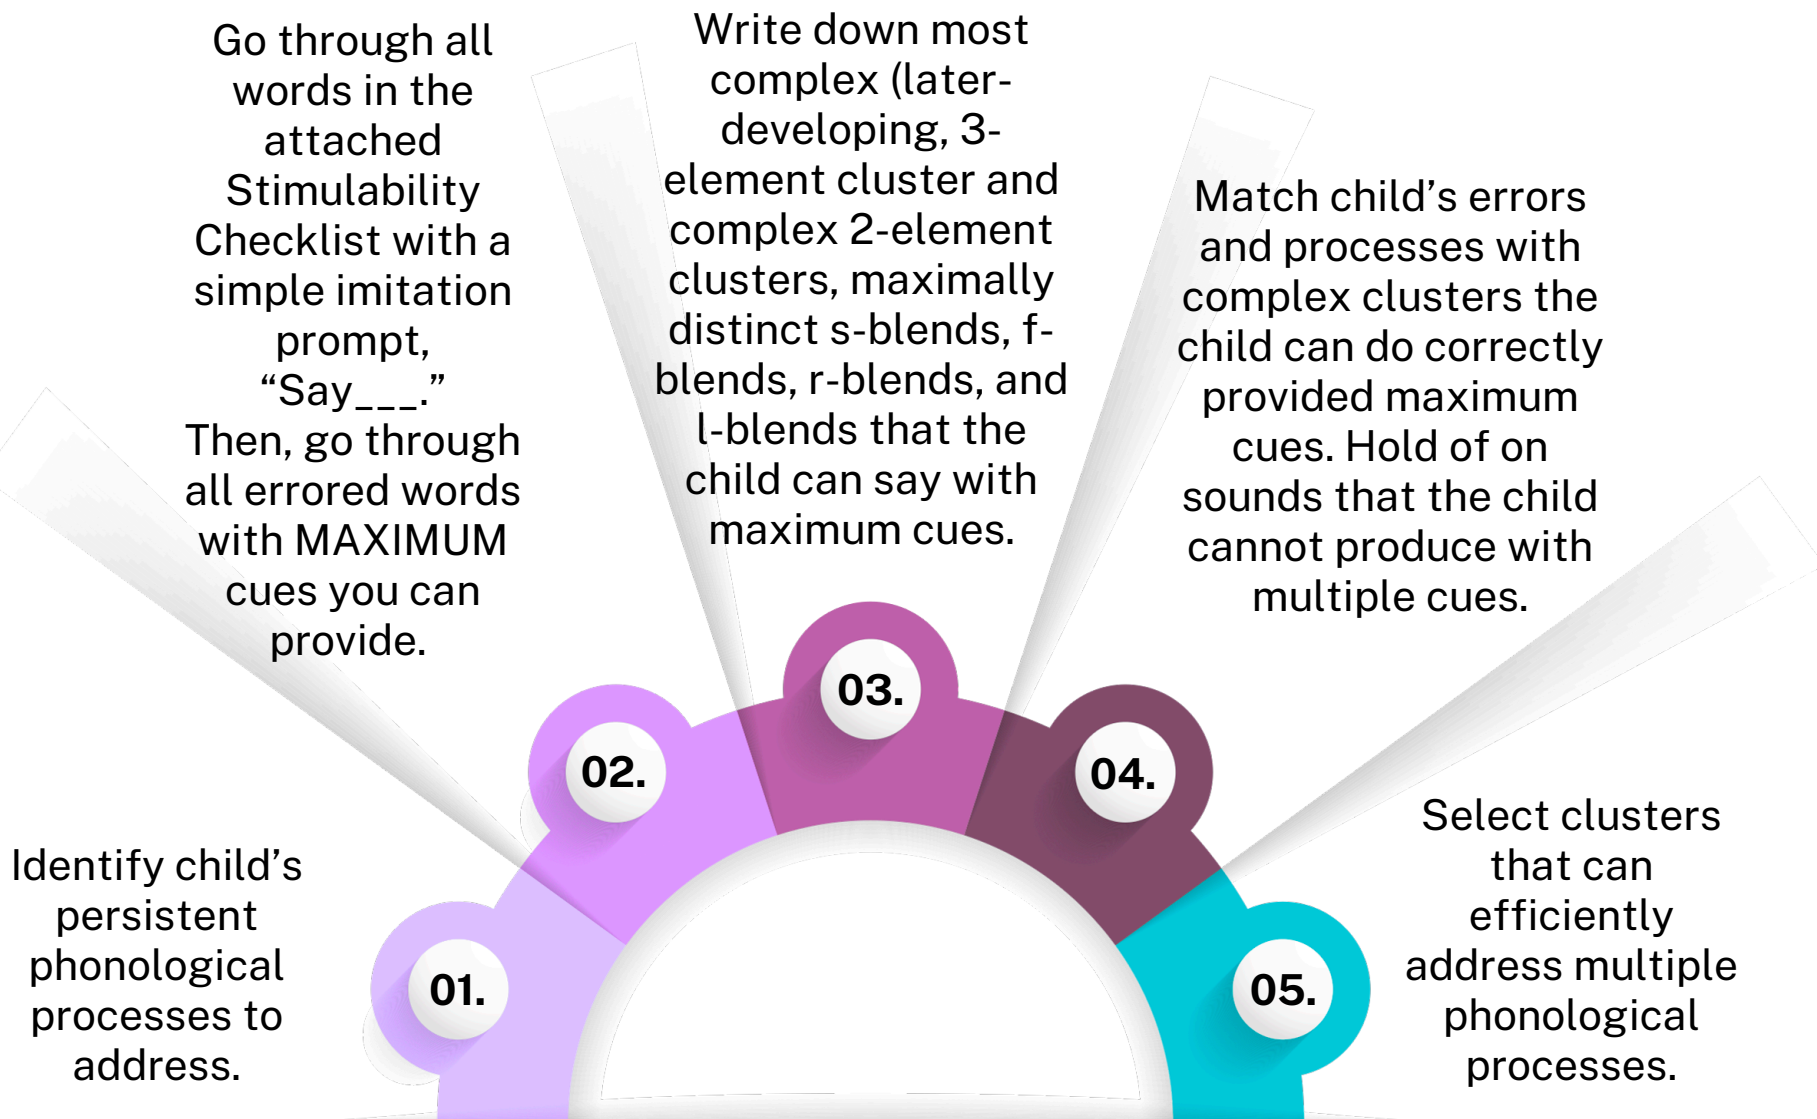 01.
Identify child’s
persistent
phonological
processes to
address.
02.
Go through all
words in the
attached
Stimulability
Checklist with a
simple imitation
prompt,
“Say___.”
Then, go through
all errored words
with MAXIMUM
cues you can
provide.
03.
Write down most
complex (later-
developing, 3-
element cluster and
complex 2-element
clusters, maximally
distinct s-blends, f-
blends, r-blends, and
l-blends that the
child can say with
maximum cues.
04.
Match child’s errors
and processes with
complex clusters the
child can do correctly
provided maximum
cues. Hold of on
sounds that the child
cannot produce with
multiple cues.
05.
Select clusters
that can
efficiently
address multiple
phonological
processes.